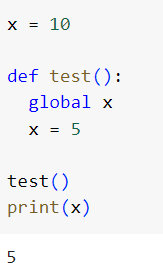 x = 10
def test():
  global x
  x = 5
test()
print(x)
5